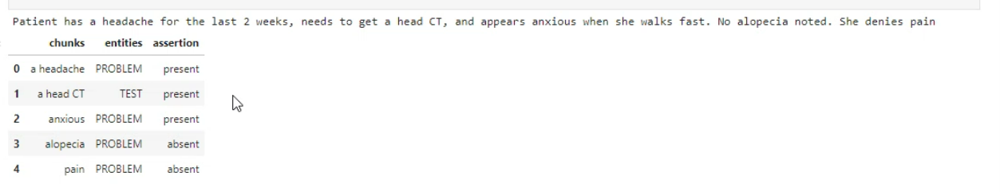 Patient has a headache for the last 2 weeks, needs to get a head CT, and appears anxious when she walks fast. No alopecia noted. She denies pain
chunks entities assertion
0 a headache PROBLEM present
1 a head CT TEST present
2 anxious PROBLEM present
3 alopecia PROBLEM absent
4 pain PROBLEM absent